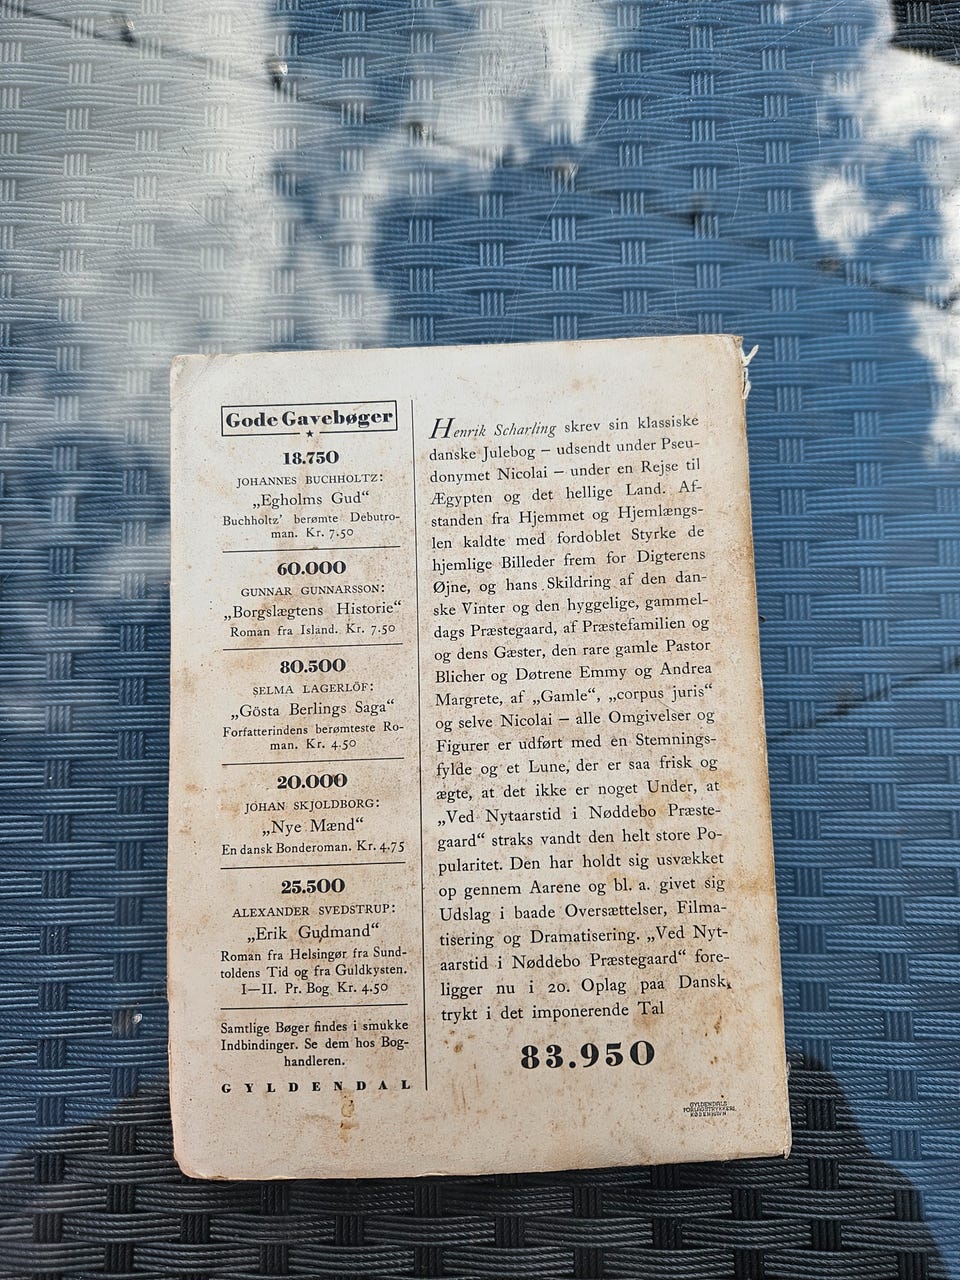 Gode Gavebøger
18.750
JOHANNES BUCHHOLTZ:
„Egholms Gud“
Buchholtz' berømte Debutro-
man. Kr. 7.50
60.000
GUNNAR GUNNARSSON:
„Borgslægtens Historie“
Roman fra Island. Kr. 7.50
80.500
SELMA LAGERLÖF:
„Gösta Berlings Saga“
Forfatterindens berømteste Ro-
man. Kr. 4.50
20.000
JOHAN SKJOLDBORG:
„Nye Mænd“
En dansk Bonderoman. Kr. 4.75
25.500
ALEXANDER SVEDSTRUP:
„Erik Gudmand“
Roman fra Helsingør fra Sund-
toldens Tid og fra Guldkysten.
I—II. Pr. Bog Kr. 4.50
Samtlige Bøger findes i smukke
Indbindinger. Se dem hos Bog-
handleren.
GYLDENDAL
Henrik Scharling skrev sin klassiske
danske Julebog — udsendt under Pseu-
donymet Nicolai — under en Rejse til
Ægypten og det hellige Land. Af-
standen fra Hjemmet og Hjemlængs-
len kaldte med fordoblet Styrke de
hjemlige Billeder frem for Digterens
Øjne, og hans Skildring af den dan-
ske Vinter og den hyggelige, gammel-
dags Præstegaard, af Præstefamilien og
og dens Gæster, den rare gamle Pastor
Blicher og Døtrene Emmy og Andrea
Margrete, af „Gamle“, „corpus juris“
og selve Nicolai — alle Omgivelser og
Figurer er udført med en Stemnings-
fylde og et Lune, der er saa frisk og
ægte, at det ikke er noget Under, at
„Ved Nytaarstid i Nøddebo Præste-
gaard“ straks vandt den helt store Po-
pularitet. Den har holdt sig usvækket
op gennem Aarene og bl. a. givet sig
Udslag i baade Oversættelser, Filma-
tisering og Dramatisering. „Ved Nyt-
aarstid i Nøddebo Præstegaard“ fore-
ligger nu i 20. Oplag paa Dansk,
trykt i det imponerende Tal
83.950
GYLDENDALS
FORLAGSTRYKKERI
KØBENHAVN